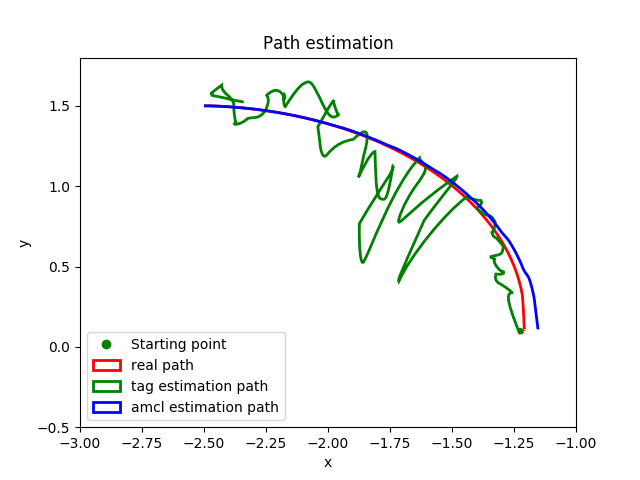 Path estimation
y
1.5
1.0
0.5
0.0
−0.5
Starting point
real path
tag estimation path
amcl estimation path
−3.00 −2.75 −2.50 −2.25 −2.00 −1.75 −1.50 −1.25 −1.00
x